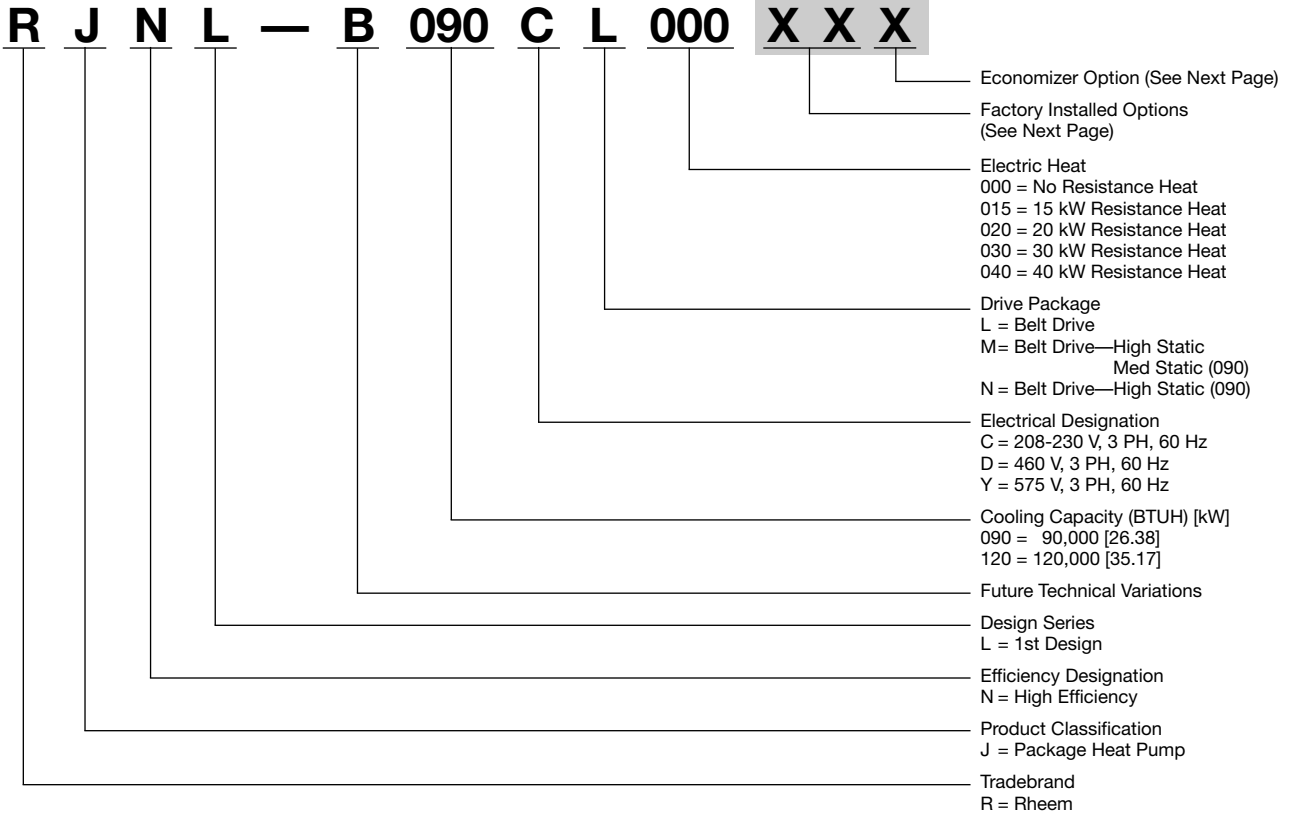 R J N L — B 090 C L 000 X X X
Economizer Option (See Next Page)
Factory Installed Options
(See Next Page)
Electric Heat
000 = No Resistance Heat
015 = 15 kW Resistance Heat
020 = 20 kW Resistance Heat
030 = 30 kW Resistance Heat
040 = 40 kW Resistance Heat
Drive Package
L = Belt Drive
M= Belt Drive—High Static
Med Static (090)
N = Belt Drive—High Static (090)
Electrical Designation
C = 208-230 V, 3 PH, 60 Hz
D = 460 V, 3 PH, 60 Hz
Y = 575 V, 3 PH, 60 Hz
Cooling Capacity (BTUH) [kW]
090 = 90,000 [26.38]
120 = 120,000 [35.17]
Future Technical Variations
Design Series
L = 1st Design
Efficiency Designation
N = High Efficiency
Product Classification
J = Package Heat Pump
Tradebrand
R = Rheem